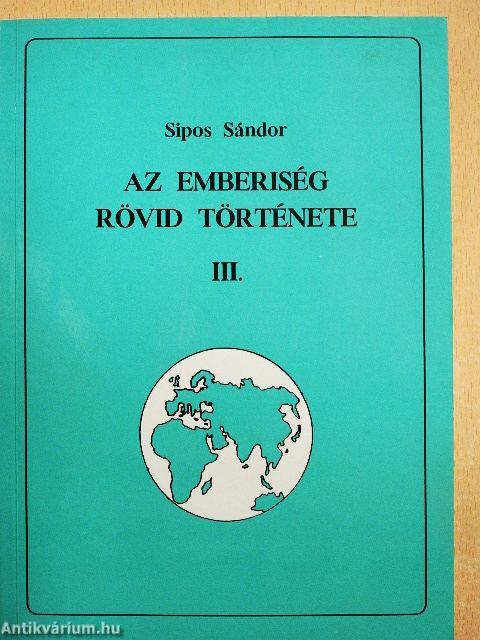 Sipos Sándor
AZ EMBERISÉG
RÖVID TÖRTÉNETE
III.
Antikvárium.hu